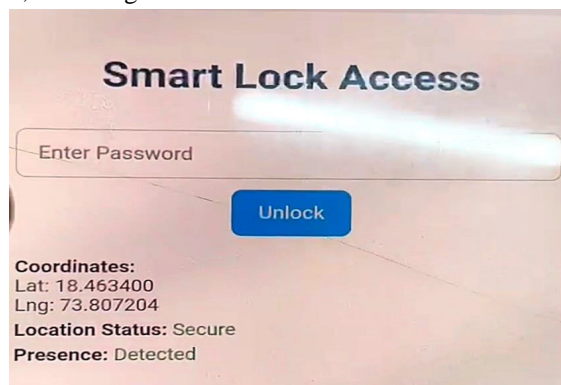 Smart Lock Access
Enter Password
Unlock
Coordinates:
Lat: 18.463400
Lng: 73.807204
Location Status: Secure
Presence: Detected